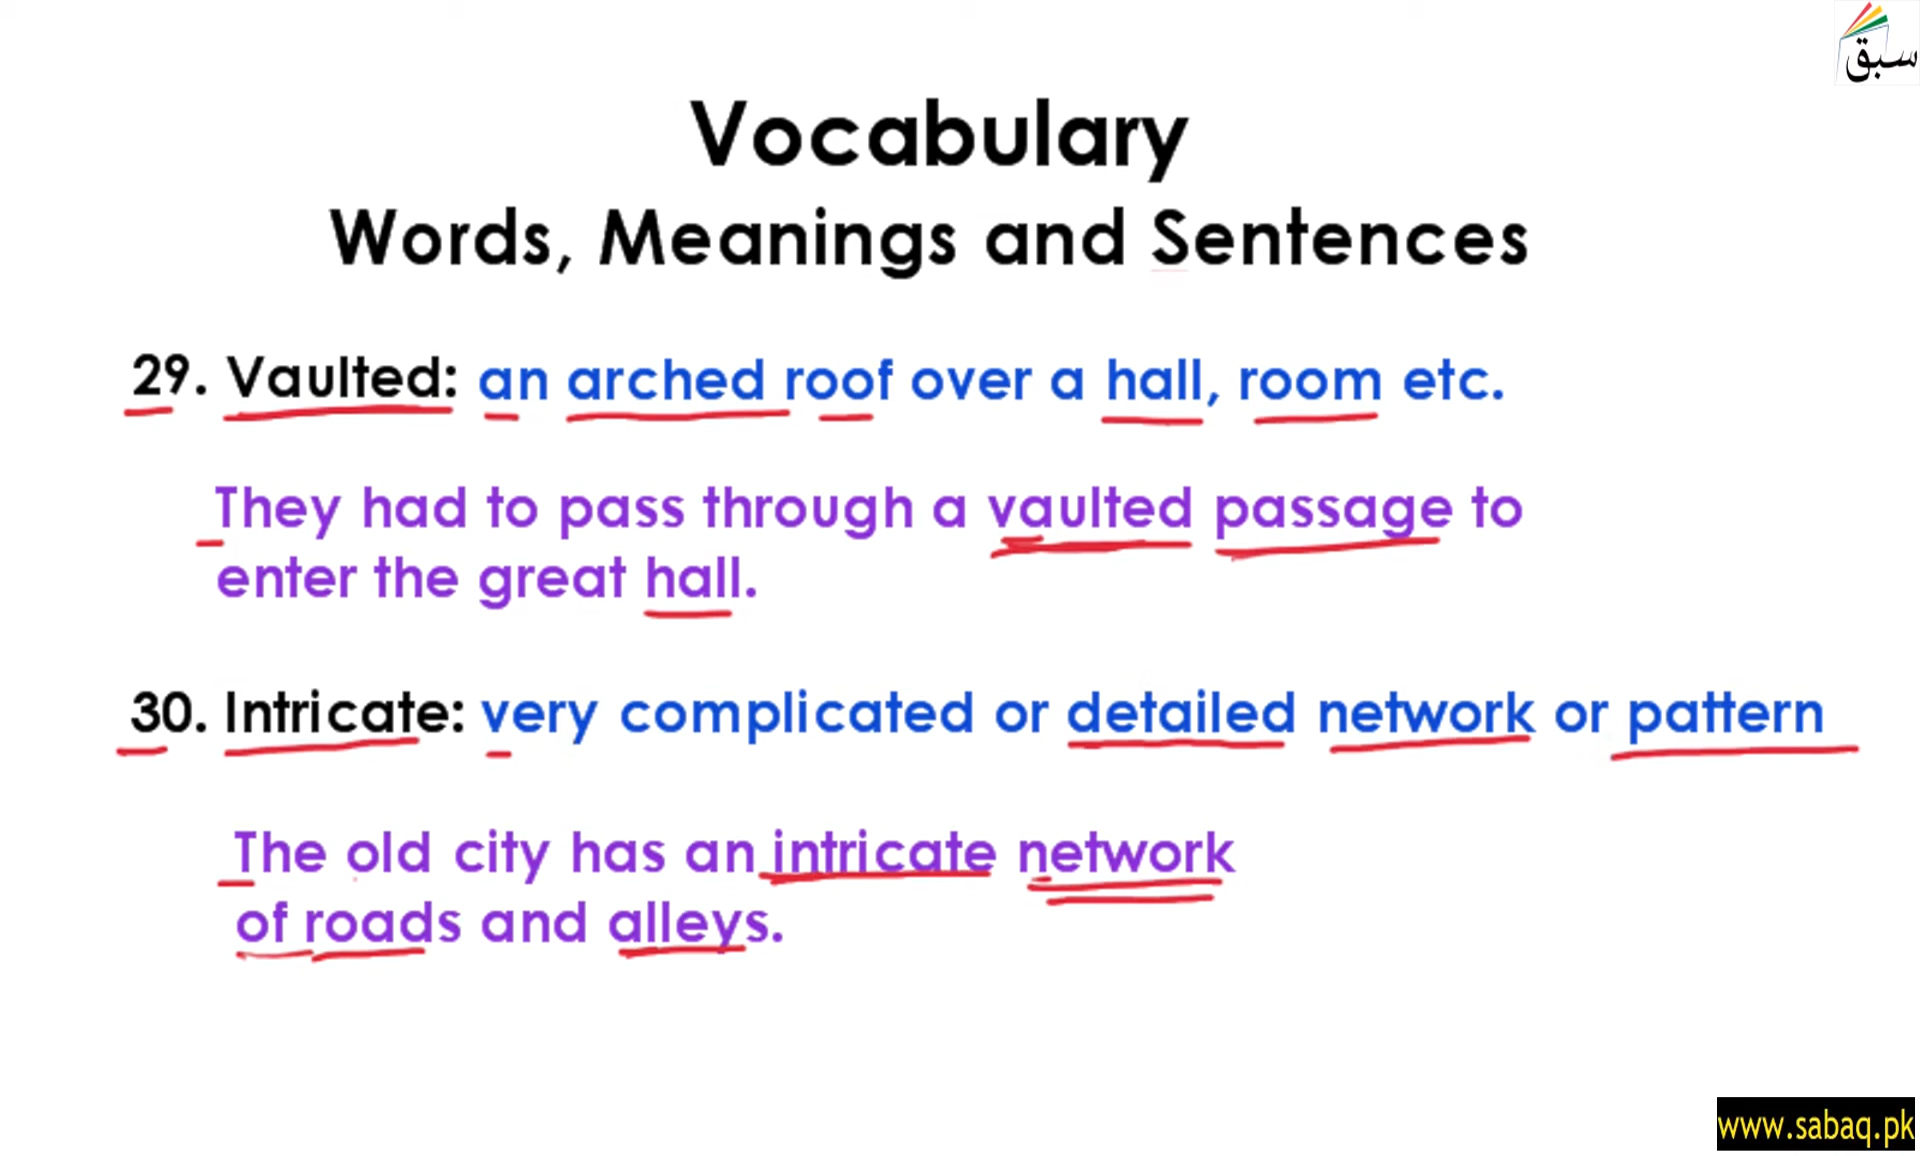 سبق
Vocabulary
Words, Meanings and Sentences
29. Vaulted: an arched roof over a hall, room etc.
They had to pass through a vaulted passage to
enter the great hall.
30. Intricate: very complicated or detailed network or pattern
The old city has an intricate network
of roads and alleys.
www.sabaq.pk